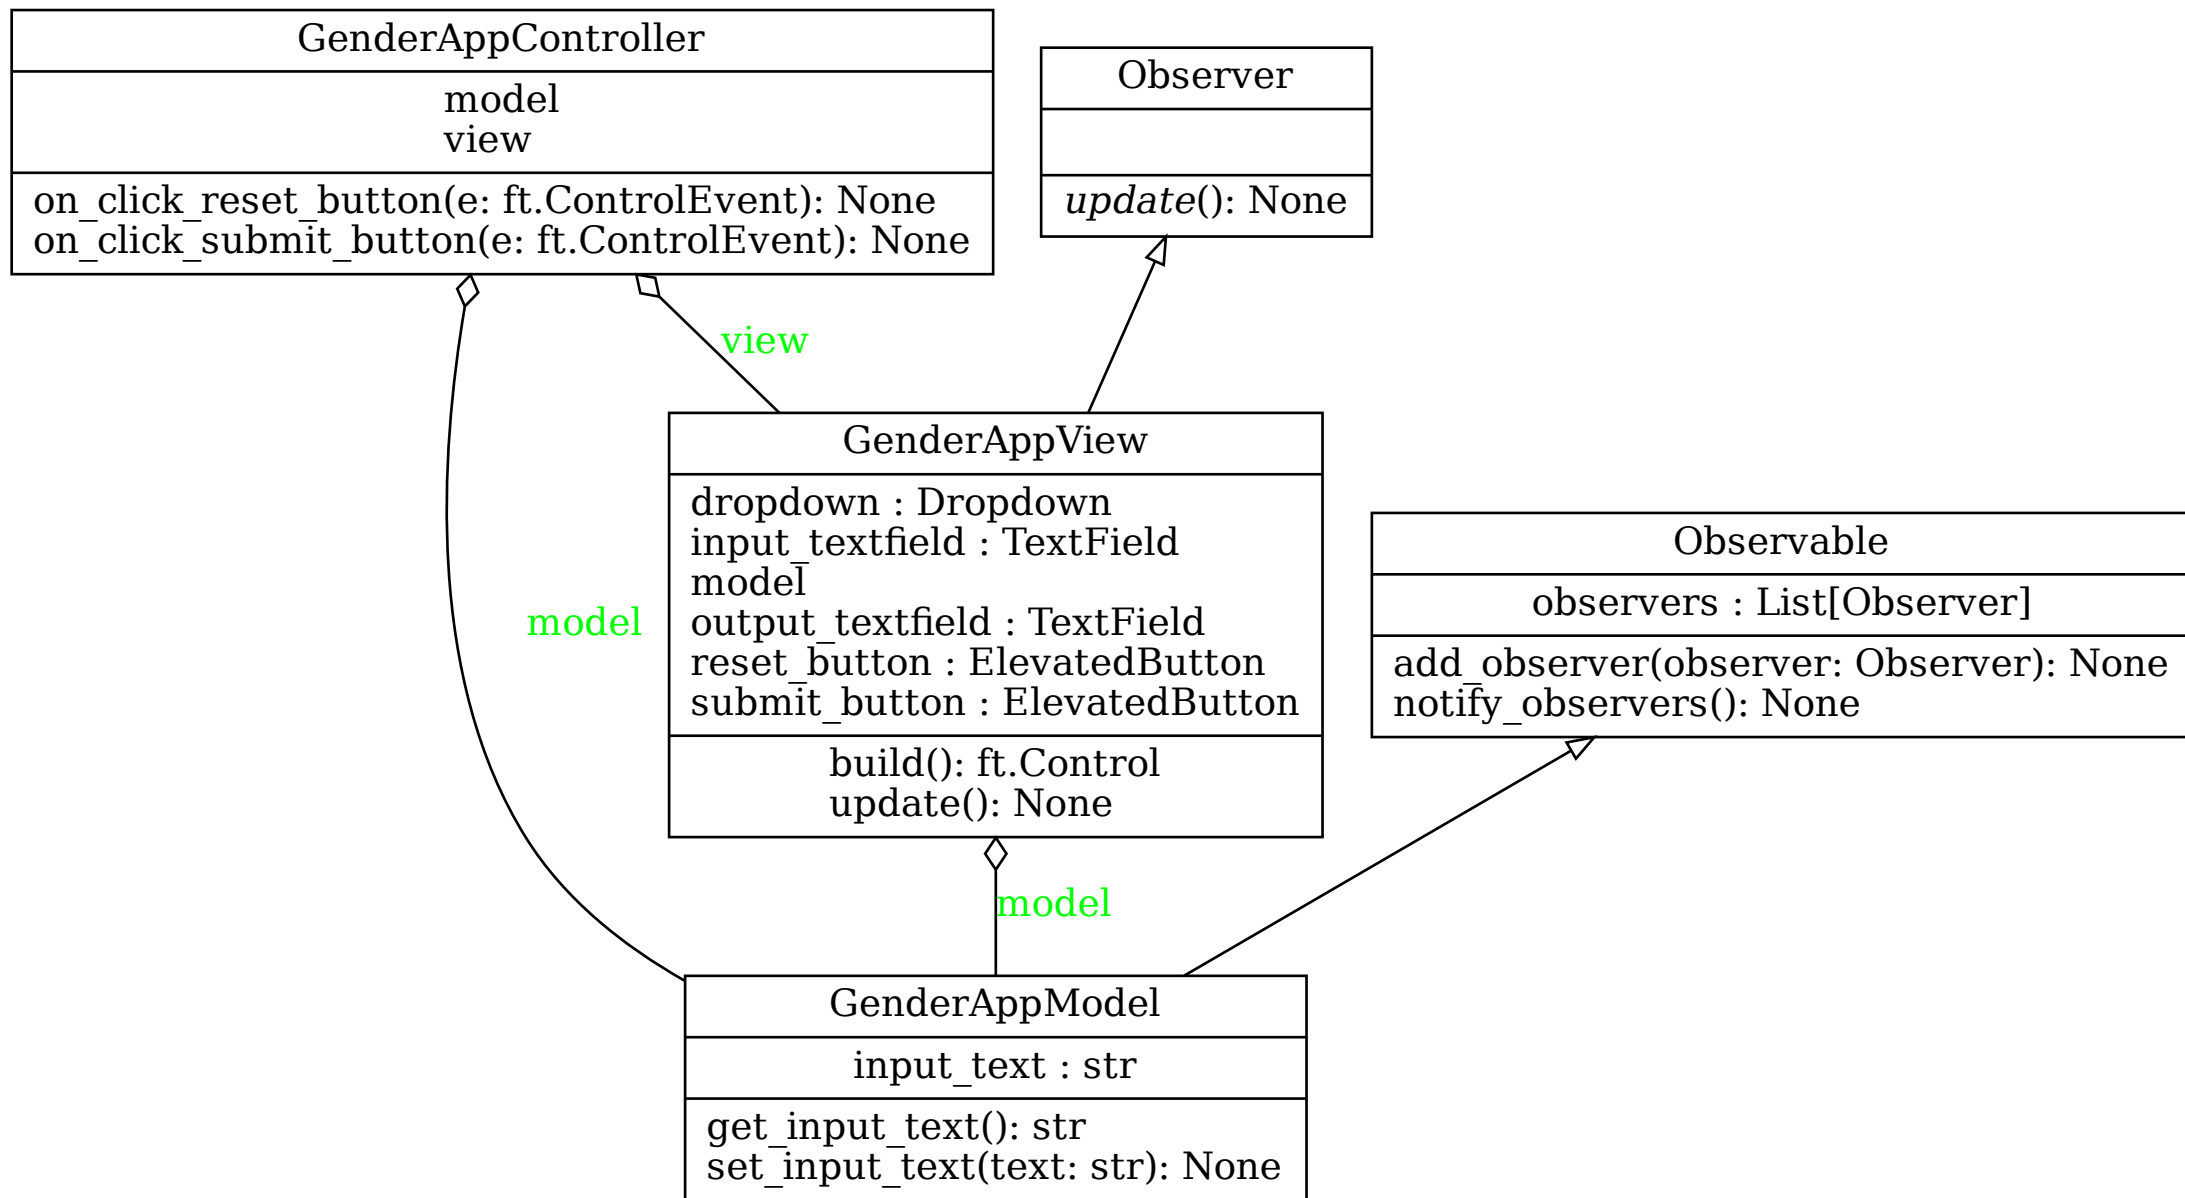 GenderAppController
model
view
on_click_reset_button(e: ft.ControlEvent): None
on_click_submit_button(e: ft.ControlEvent): None
Observer
update(): None
view
GenderAppView
dropdown : Dropdown
input_textfield : TextField
model
output_textfield : TextField
reset_button : ElevatedButton
submit_button : ElevatedButton
build(): ft.Control
update(): None
model
Observable
observers : List[Observer]
add_observer(observer: Observer): None
notify_observers(): None
model
GenderAppModel
input_text : str
get_input_text(): str
set_input_text(text: str): None